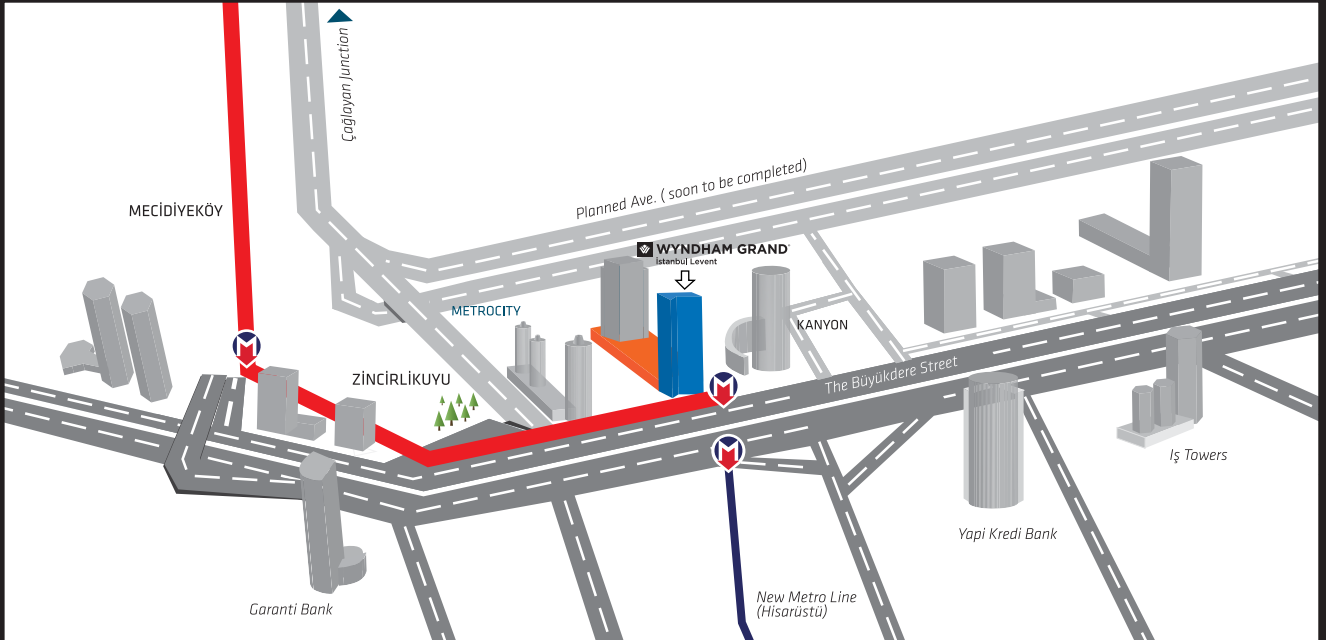 Çağlayan Junction
Planned Ave. ( soon to be completed)
MECİDİYEKÖY
WYNDHAM GRAND
İstanbul Levent
METROCITY
KANYON
ZİNCİRLİKUYU
The Büyükdere Street
M
M
M
Iş Towers
Yapi Kredi Bank
Garanti Bank
New Metro Line
(Hisarüstü)